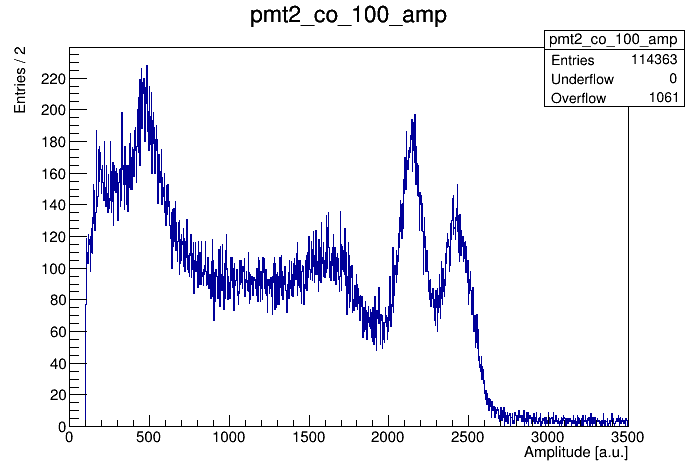 pmt2_co_100_amp
pmt2_co_100_amp
Entries 114363
Underflow 0
Overflow 1061
Entries / 2
220
200
180
160
140
120
100
80
60
40
20
0
0 500 1000 1500 2000 2500 3000 3500
Amplitude [a.u.]